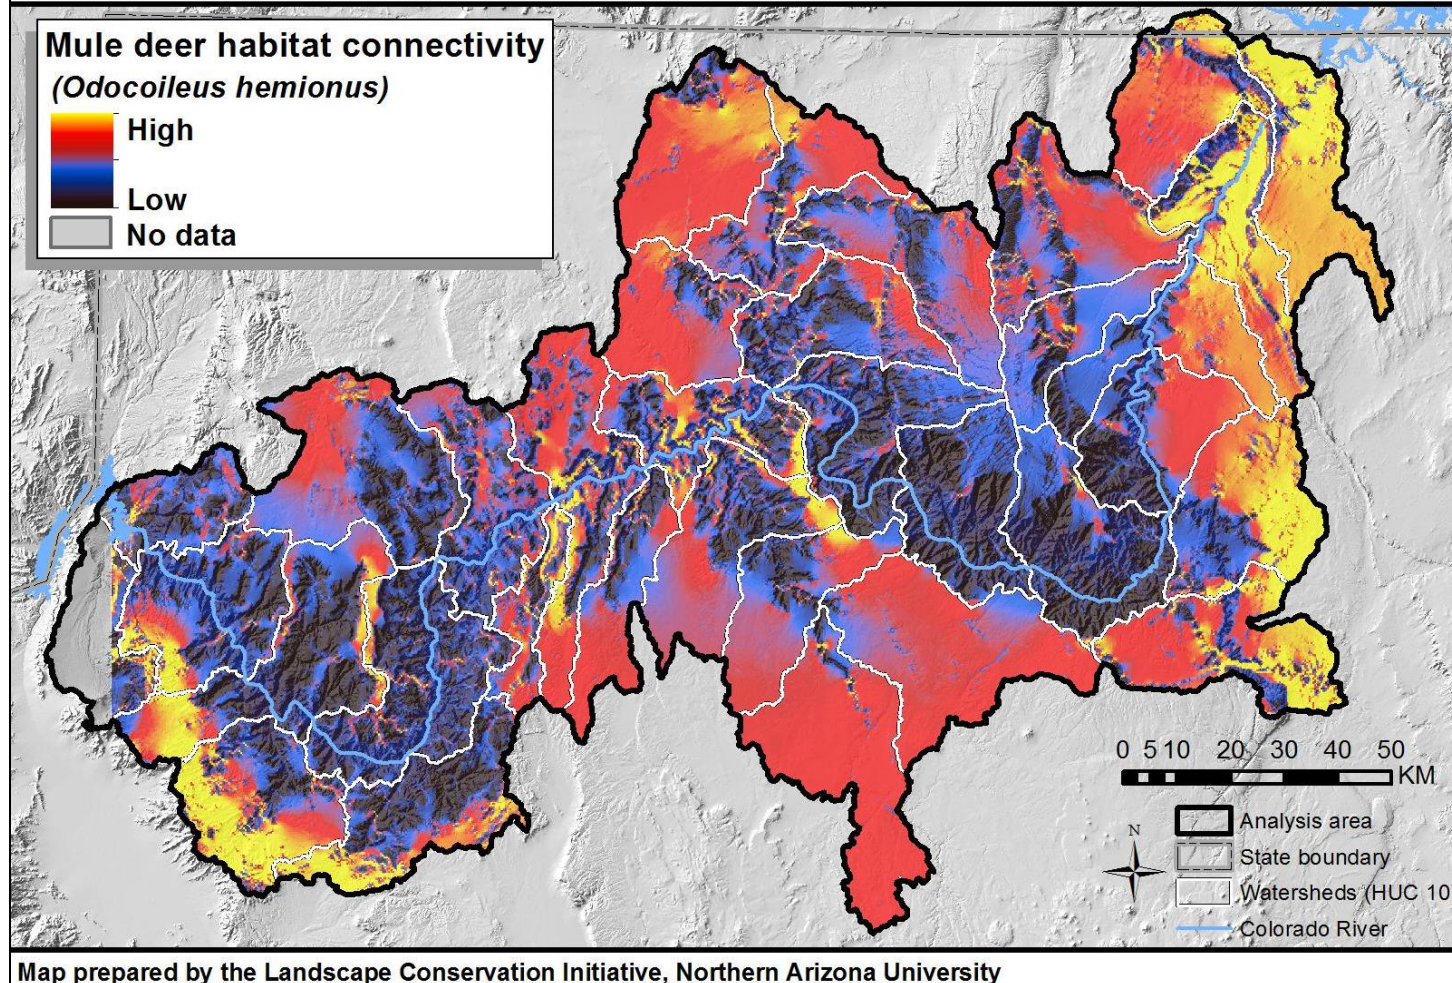 Mule deer habitat connectivity
(Odocoileus hemionus)
High
Low
No data
0 5 10 20 30 40 50
KM
N
Analysis area
State boundary
Watersheds (HUC 10
Colorado River
Map prepared by the Landscape Conservation Initiative, Northern Arizona University